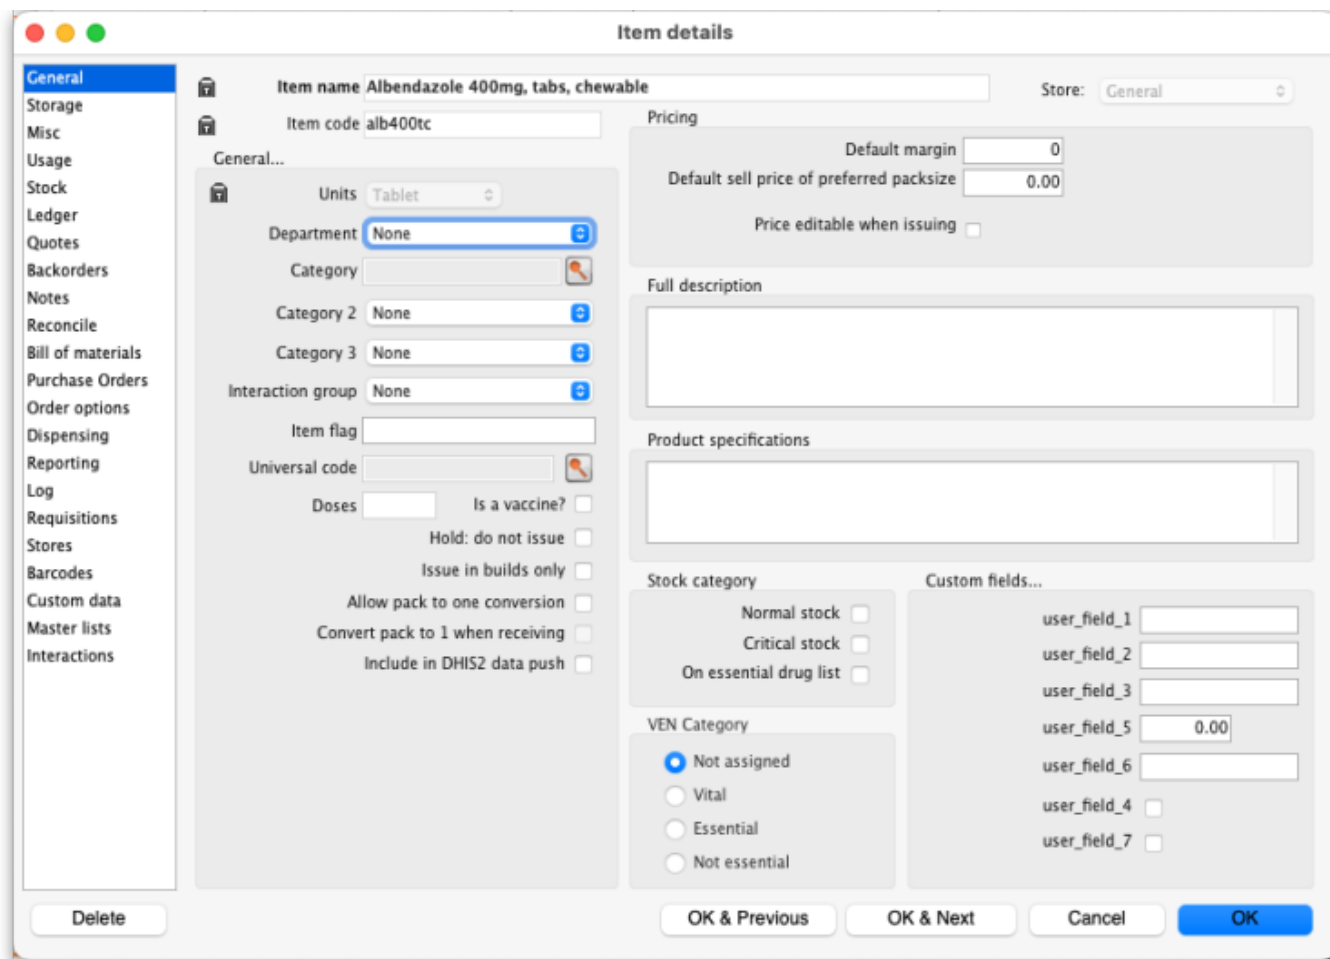 Item details
General
Storage
Misc
Usage
Stock
Ledger
Quotes
Backorders
Notes
Reconcile
Bill of materials
Purchase Orders
Order options
Dispensing
Reporting
Log
Requisitions
Stores
Barcodes
Custom data
Master lists
Interactions
Item name Albendazole 400mg, tabs, chewable
Store: General
Item code alb400tc
General...
Units Tablet
Department None
Category
Category 2 None
Category 3 None
Interaction group None
Item flag
Universal code
Doses Is a vaccine?
Hold: do not issue
Issue in builds only
Allow pack to one conversion
Convert pack to 1 when receiving
Include in DHIS2 data push
Pricing
Default margin 0
Default sell price of preferred packsize 0.00
Price editable when issuing
Full description
Product specifications
Stock category
Normal stock
Critical stock
On essential drug list
VEN Category
Not assigned
Vital
Essential
Not essential
Custom fields...
user_field_1
user_field_2
user_field_3
user_field_5 0.00
user_field_6
user_field_4
user_field_7
Delete
OK & Previous
OK & Next
Cancel
OK